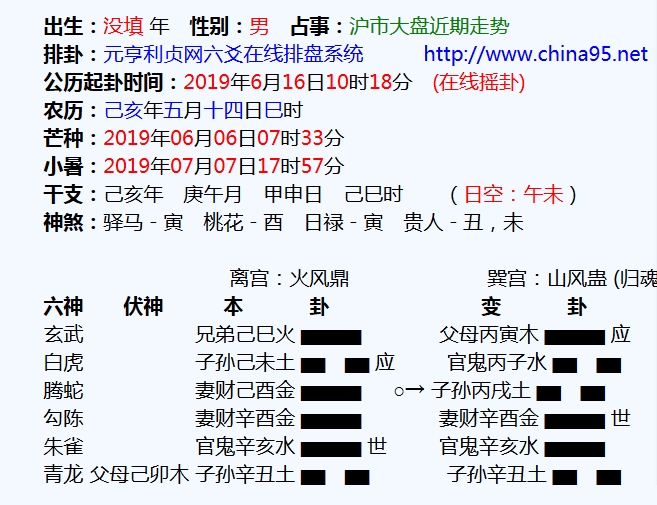 出生：没填 年　性别：男　占事：沪市大盘近期走势
排卦：元亨利贞网六爻在线排盘系统　http://www.china95.net
公历起卦时间：2019年6月16日10时18分　(在线摇卦)
农历：己亥年五月十四日巳时
芒种：2019年06月06日07时33分
小暑：2019年07月07日17时57分
干支：己亥年　庚午月　甲申日　己巳时　（日空：午未）
神煞：驿马－寅　桃花－酉　日禄－寅　贵人－丑，未
离宫：火风鼎　巽宫：山风蛊 (归魂
六神　伏神　本　卦　变　卦
玄武　兄弟己巳火　父母丙寅木　应
白虎　子孙己未土　应　官鬼丙子水
腾蛇　妻财己酉金　○→ 子孙丙戌土
勾陈　妻财辛酉金　妻财辛酉金　世
朱雀　官鬼辛亥水　世　官鬼辛亥水
青龙 父母己卯木 子孙辛丑土　子孙辛丑土